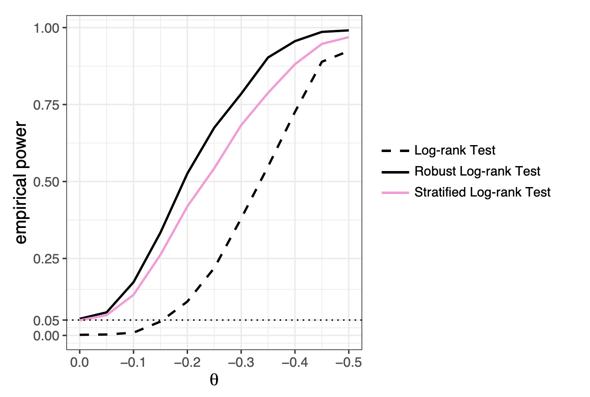 empirical power
1.00
0.75
0.50
0.25
0.05
0.00
0.0 −0.1 −0.2 −0.3 −0.4 −0.5
θ
Log-rank Test
Robust Log-rank Test
Stratified Log-rank Test